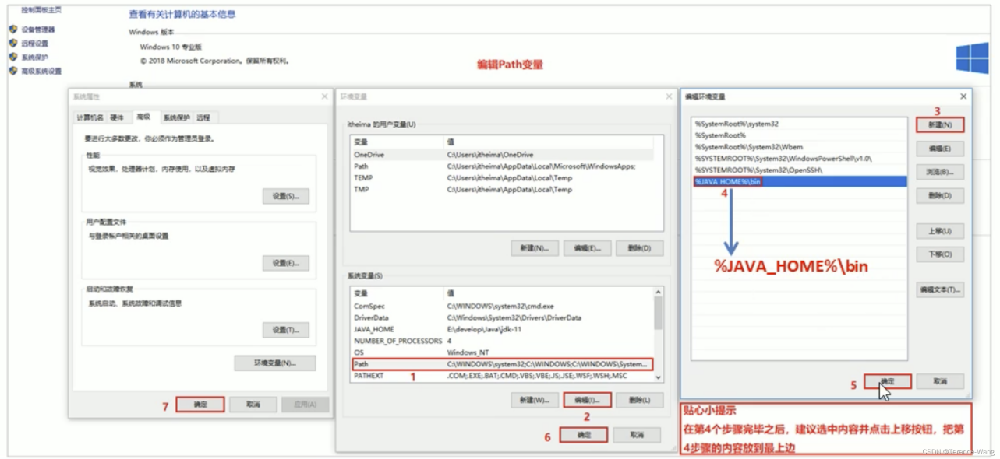 控制面板主页
设备管理器
远程设置
系统保护
高级系统设置
查看有关计算机的基本信息
Windows 版本
Windows 10 专业版
© 2018 Microsoft Corporation。保留所有权利。
系统
编辑Path变量
系统属性
计算机名 硬件 高级 系统保护 远程
要进行大多数更改，你必须作为管理员登录。
性能
视觉效果，处理器计划，内存使用，以及虚拟内存
设置(S)...
用户配置文件
与登录帐户相关的桌面设置
设置(E)...
启动和故障恢复
系统启动、系统故障和调试信息
设置(T)...
环境变量(N)...
7 确定 取消 应用(A)
环境变量
itheima 的用户变量(U)
变量 值
OneDrive C:\Users\itheima\OneDrive
Path C:\Users\itheima\AppData\Local\Microsoft\WindowsApps;
TEMP C:\Users\itheima\AppData\Local\Temp
TMP C:\Users\itheima\AppData\Local\Temp
新建(N)... 编辑(E)... 删除(D)
系统变量(S)
变量 值
ComSpec C:\WINDOWS\system32\cmd.exe
DriverData C:\Windows\System32\Drivers\DriverData
JAVA_HOME E:\develop\Java\jdk-11
NUMBER_OF_PROCESSORS 4
OS Windows_NT
Path C:\WINDOWS\system32;C:\WINDOWS;C:\WINDOWS\System...
PATHEXT .COM;.EXE;.BAT;.CMD;.VBS;.VBE;.JS;.JSE;.WSF;.WSH;.MSC
1
新建(W)... 编辑(I)... 删除(L)
2
6 确定 取消
编辑环境变量
%SystemRoot%\system32
%SystemRoot%
%SystemRoot%\System32\Wbem
%SYSTEMROOT%\System32\WindowsPowerShell\v1.0\
%SYSTEMROOT%\System32\OpenSSH\
%JAVA_HOME%\bin
4
%JAVA_HOME%\bin
3
新建(N)
编辑(E)
浏览(B)...
删除(D)
上移(U)
下移(O)
编辑文本(T)...
5 确定 取消
贴心小提示
在第4个步骤完毕之后，建议选中内容并点击上移按钮，把第
4步骤的内容放到最上边
CSDN @Terence-Wang